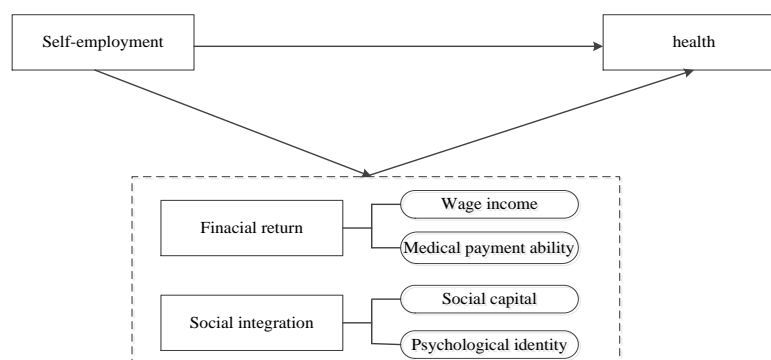 Self-employment
health
Finacial return
Wage income
Medical payment ability
Social integration
Social capital
Psychological identity